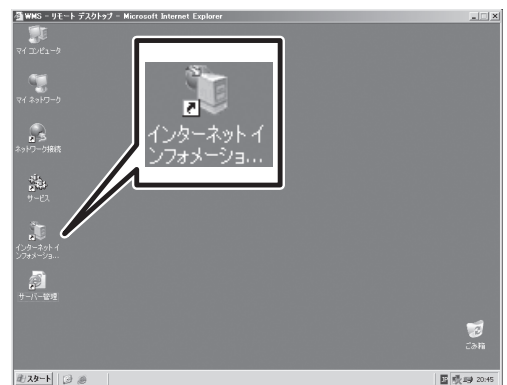 WMS - リモート デスクトップ - Microsoft Internet Explorer
マイ コンピュータ
マイ ネットワーク
ネットワーク接続
サービス
インターネット イ
ンフォメーショ...
サーバー管理
インターネット イ
ンフォメーショ...
ごみ箱
スタート
JP
20:45